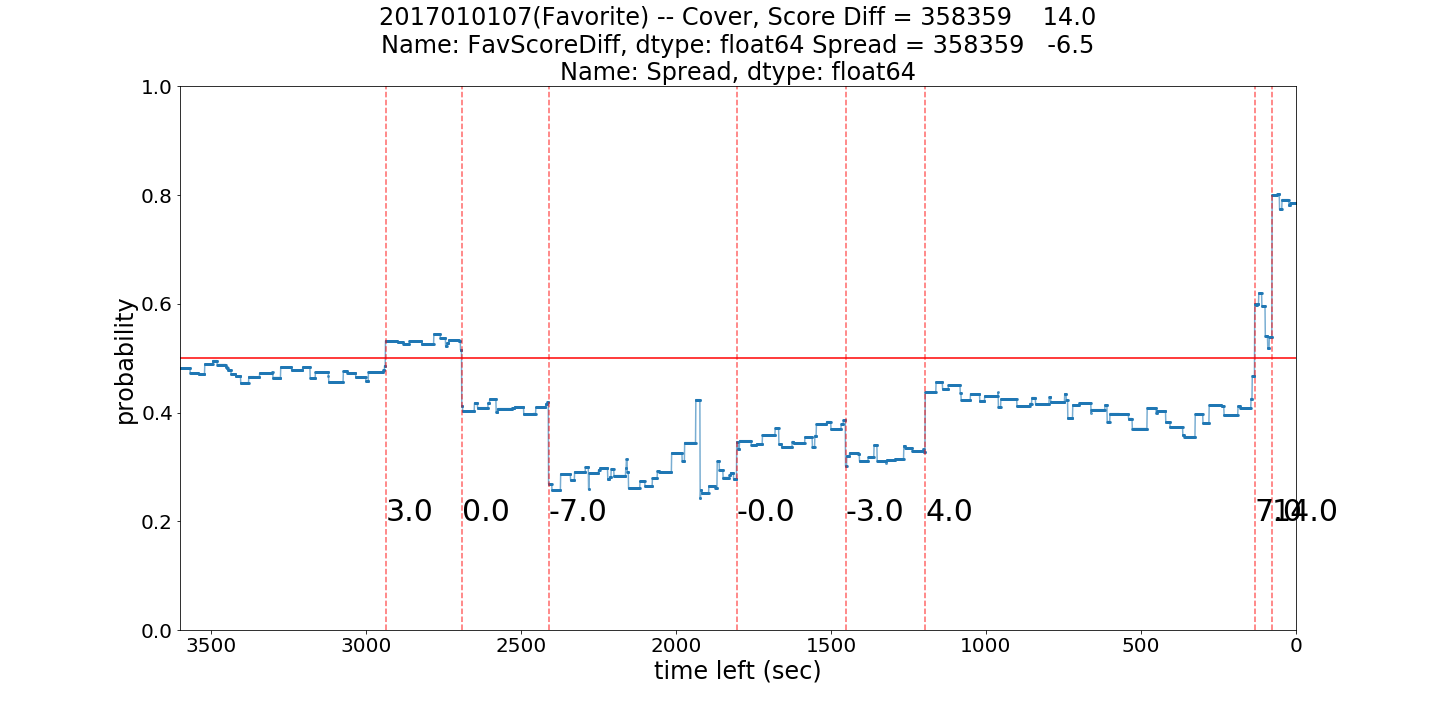 2017010107(Favorite) -- Cover, Score Diff = 358359    14.0
Name: FavScoreDiff, dtype: float64 Spread = 358359   -6.5
Name: Spread, dtype: float64
1.0
0.8
0.6
0.4
0.2
0.0
probability
3.0 0.0 -7.0 -0.0 -3.0 4.0 7.0 14.0
3500 3000 2500 2000 1500 1000 500 0
time left (sec)